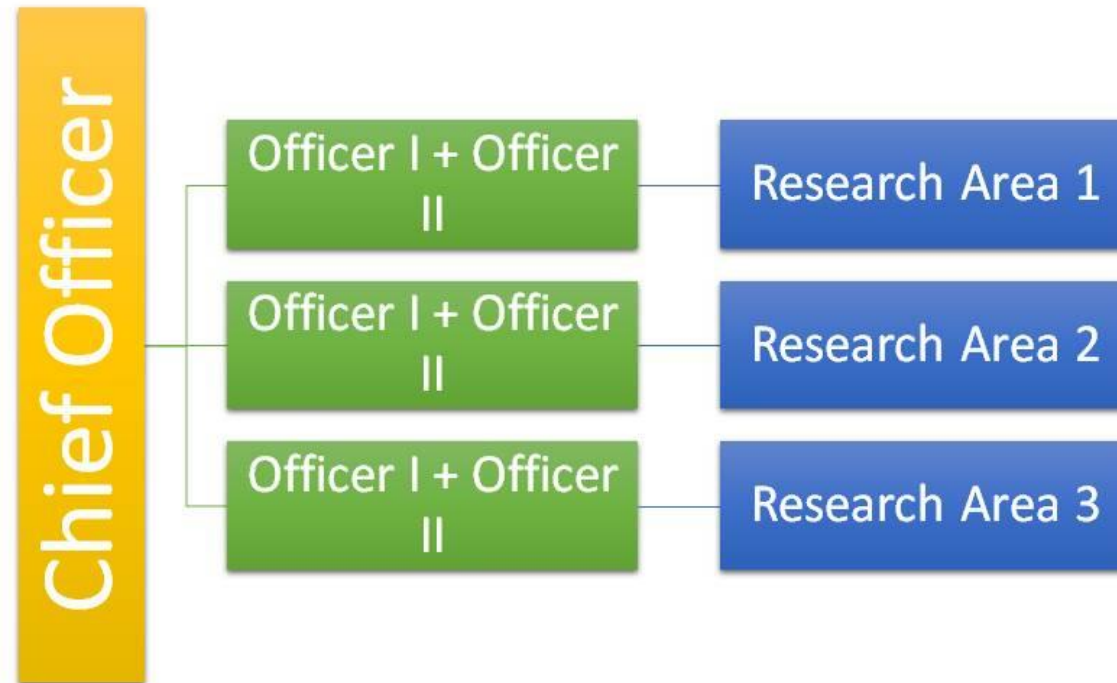 Chief Officer
Officer I + Officer
II
Research Area 1
Officer I + Officer
II
Research Area 2
Officer I + Officer
II
Research Area 3